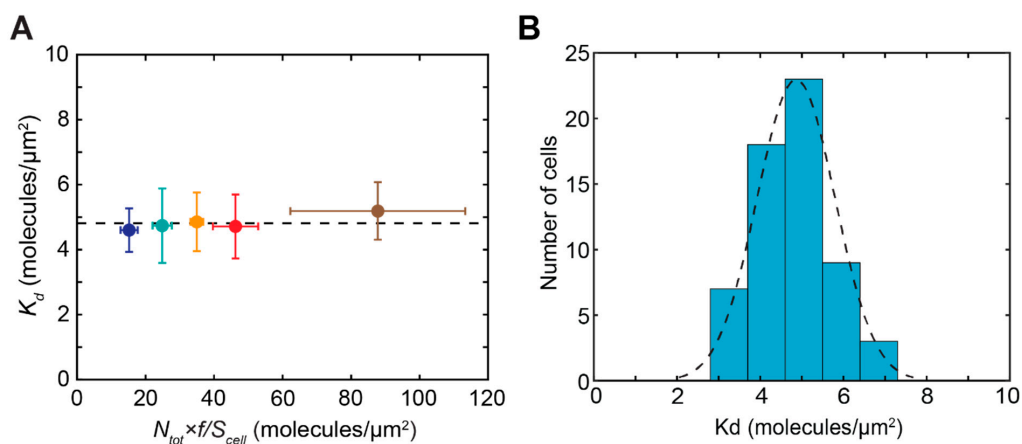 A
10
8
6
4
2
0
K_d (molecules/μm²)
0 20 40 60 80 100 120
N_tot×f/S_cell (molecules/μm²)
B
25
20
15
10
5
0
Number of cells
0 2 4 6 8 10
Kd (molecules/μm²)